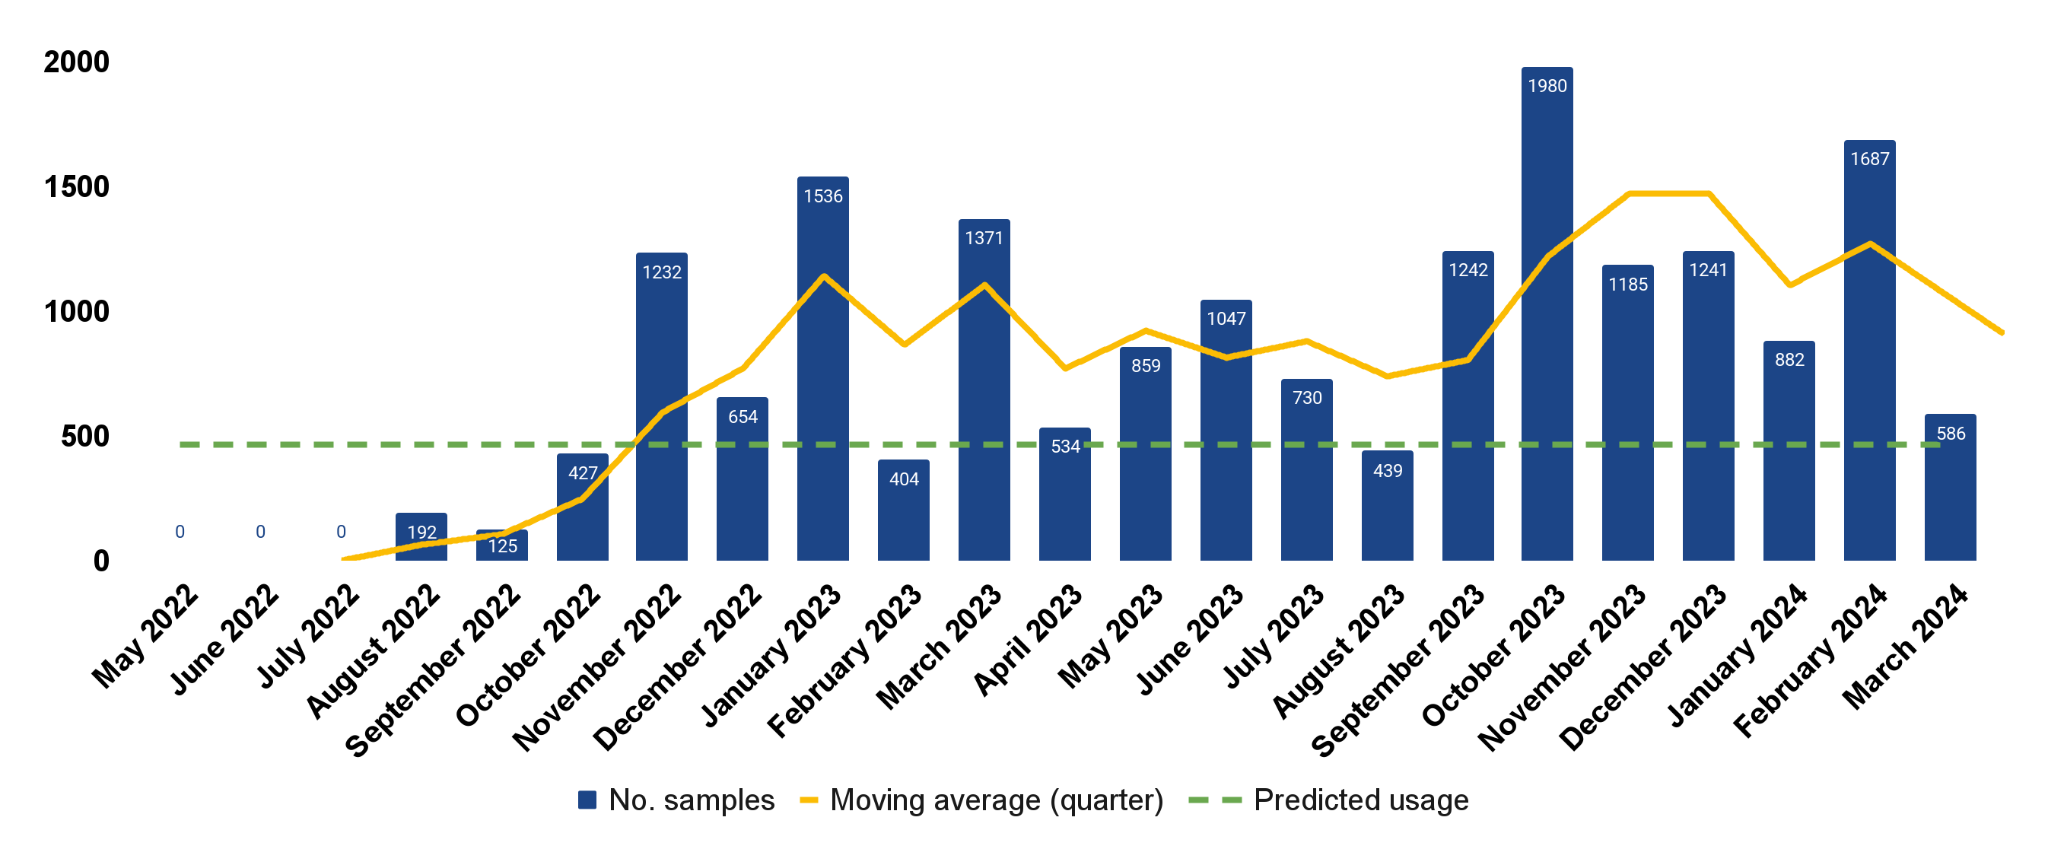 2000
1500
1000
500
0
0 0 0 192 125 427 1232 654 1536 404 1371 534 859 1047 730 439 1242 1980 1185 1241 882 1687 586
May 2022
June 2022
July 2022
August 2022
September 2022
October 2022
November 2022
December 2022
January 2023
February 2023
March 2023
April 2023
May 2023
June 2023
July 2023
August 2023
September 2023
October 2023
November 2023
December 2023
January 2024
February 2024
March 2024
No. samples Moving average (quarter) Predicted usage